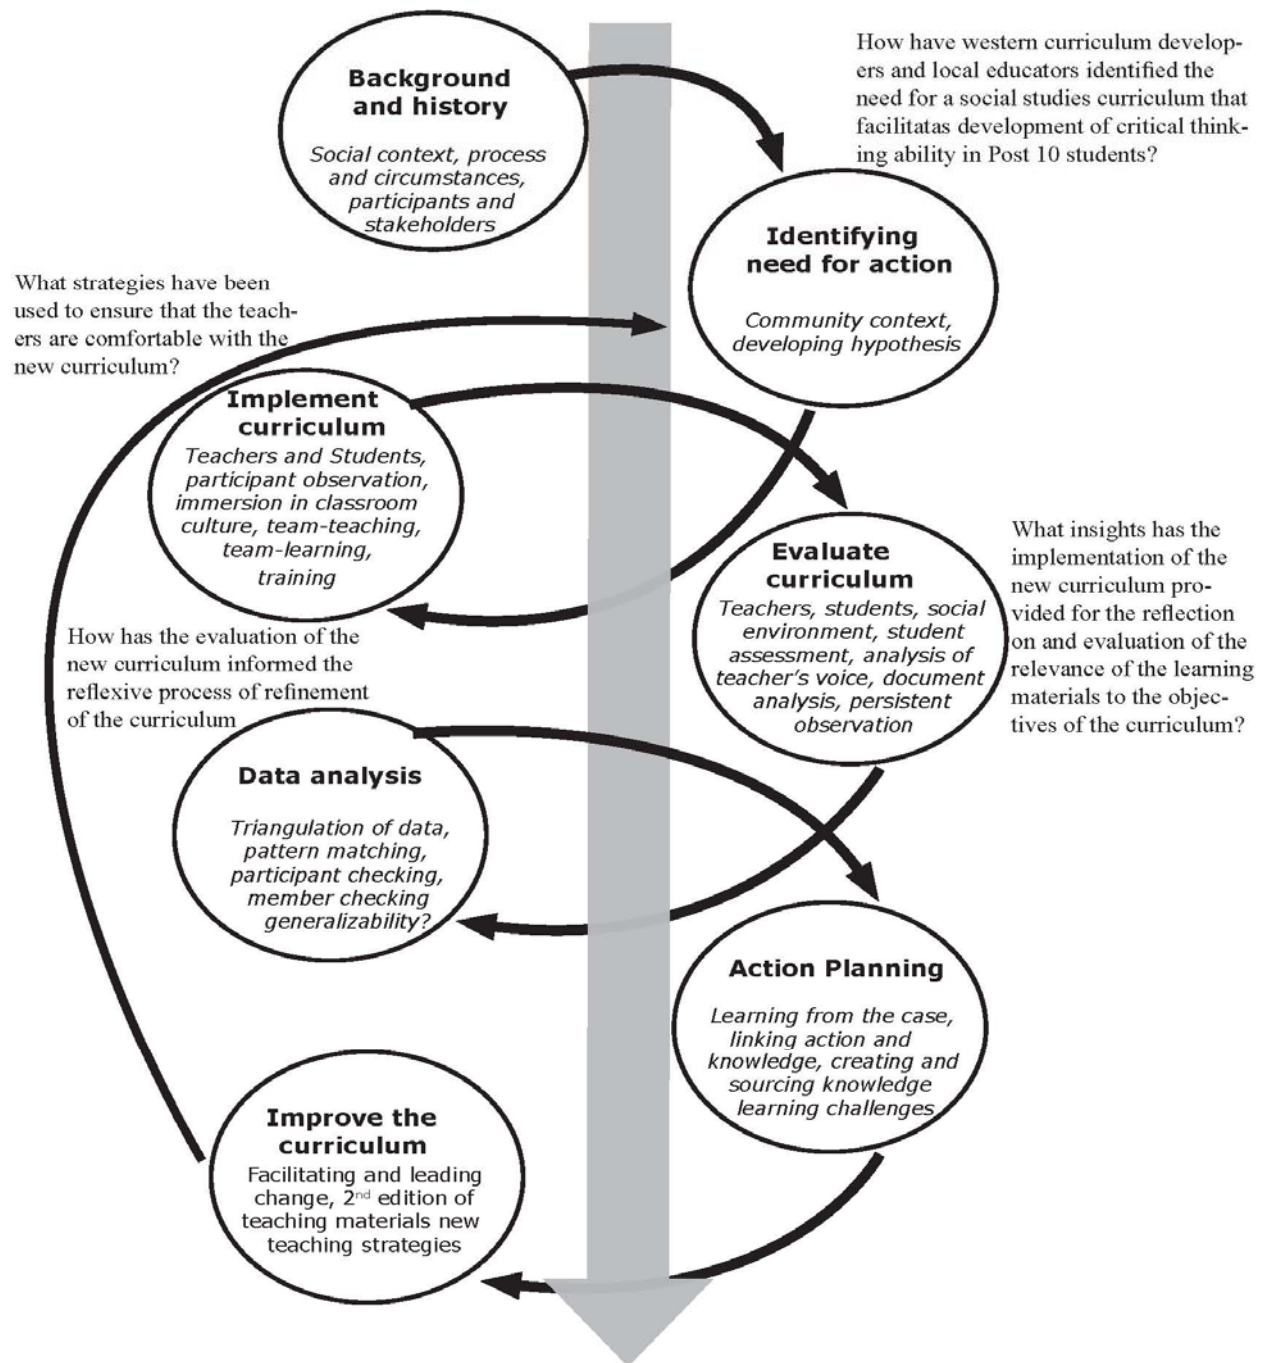 Background
and history
Social context, process
and circumstances,
participants and
stakeholders
How have western curriculum develop-
ers and local educators identified the
need for a social studies curriculum that
facilitatas development of critical think-
ing ability in Post 10 students?
Identifying
need for action
Community context,
developing hypothesis
What strategies have been
used to ensure that the teach-
ers are comfortable with the
new curriculum?
Implement
curriculum
Teachers and Students,
participant observation,
immersion in classroom
culture, team-teaching,
team-learning,
training
Evaluate
curriculum
Teachers, students, social
environment, student
assessment, analysis of
teacher's voice, document
analysis, persistent
observation
What insights has the
implementation of the
new curriculum pro-
vided for the reflection
on and evaluation of the
relevance of the learning
materials to the objec-
tives of the curriculum?
How has the evaluation of the
new curriculum informed the
reflexive process of refinement
of the curriculum
Data analysis
Triangulation of data,
pattern matching,
participant checking,
member checking
generalizability?
Action Planning
Learning from the case,
linking action and
knowledge, creating and
sourcing knowledge
learning challenges
Improve the
curriculum
Facilitating and leading
change, 2nd edition of
teaching materials new
teaching strategies